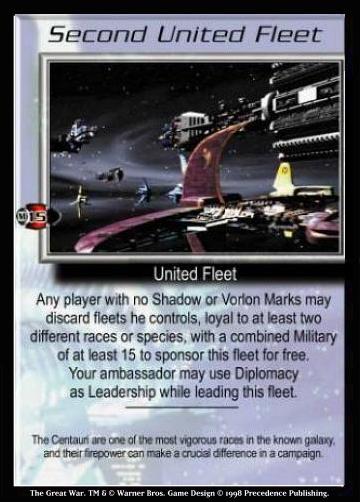 Second United Fleet
M 15
United Fleet
Any player with no Shadow or Vorlon Marks may
discard fleets he controls, loyal to at least two
different races or species, with a combined Military
of at least 15 to sponsor this fleet for free.
Your ambassador may use Diplomacy
as Leadership while leading this fleet.
The Centauri are one of the most vigorous races in the known galaxy,
and their firepower can make a crucial difference in a campaign.
The Great War. TM & © Warner Bros. Game Design © 1998 Precedence Publishing.